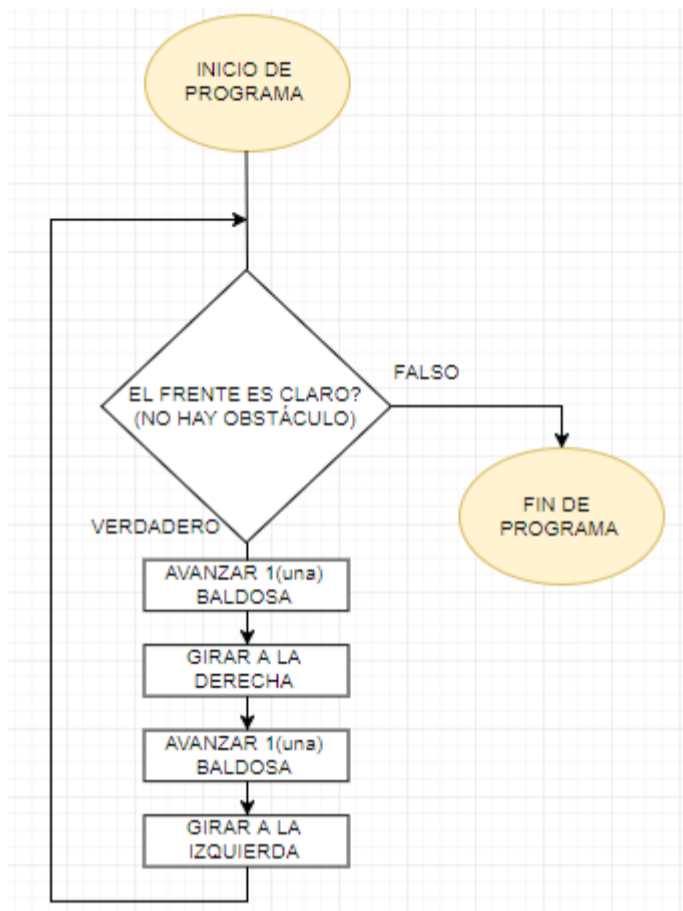 INICIO DE
PROGRAMA
EL FRENTE ES CLARO?
(NO HAY OBSTÁCULO)
FALSO
FIN DE
PROGRAMA
VERDADERO
AVANZAR 1(una)
BALDOSA
GIRAR A LA
DERECHA
AVANZAR 1(una)
BALDOSA
GIRAR A LA
IZQUIERDA